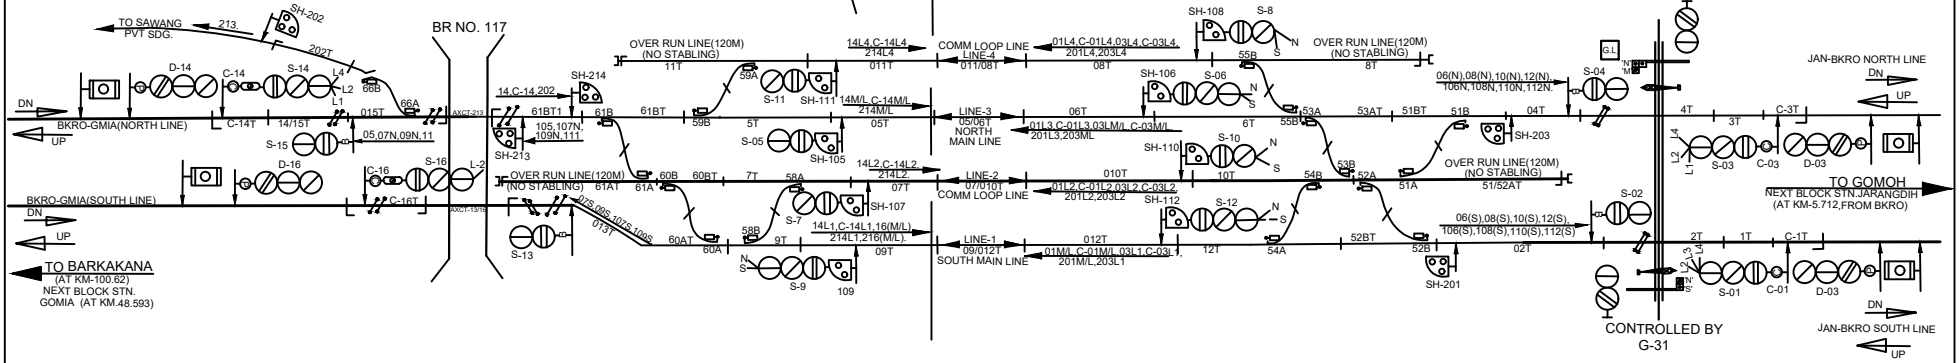 TO SAWANG
PVT SDG.
213.
SH-202
202T
BR NO. 117
D-14
C-14
S-14
L4
L2
L1
66B
66A
DN
BKRO-GMIA(NORTH LINE)
UP
C-14T
14/15T
015T
S-15
05,07N,09N,11
AXCT-213
14,C-14,202
SH-214
61BT1
61B
61BT
105,107N,
109N,111
SH-213
OVER RUN LINE(120M)
(NO STABLING)
11T
59A
59B
S-11
SH-111
5T
S-05
SH-105
14L4,C-14L4
214L4
011T
14M/L,C-14M/L
214M/L
05T
COMM LOOP LINE
LINE-4
011/08T
LINE-3
05/06T
NORTH
MAIN LINE
01L4,C-01L4,03L4,C-03L4,
201L4,203L4
08T
06T
01L3,C-01L3,03LM/L,C-03M/L,
201L3,203ML
SH-108
S-8
N
S
55B
OVER RUN LINE(120M)
(NO STABLING)
8T
SH-106
S-06
N
S
6T
55B
53A
53AT
51BT
51B
04T
SH-203
06(N),08(N),10(N),12(N),
106N,108N,110N,112N.
S-04
G.L
'N'
'M'
JAN-BKRO NORTH LINE
DN
UP
4T
3T
C-3T
L4
L2
L1
S-03
C-03
D-03
D-16
C-16
S-16
L-2
C-16T
BKRO-GMIA(SOUTH LINE)
DN
UP
AXCT-13/16
OVER RUN LINE(120M)
(NO STABLING)
61AT
61A
60B
60BT
7T
58A
14L2,C-14L2,
214L2.
07T
S-7
SH-107
LINE-2
07/010T
COMM LOOP LINE
01L2,C-01L2,03L2,C-03L2,
201L2,203L2
010T
SH-110
S-10
N
S
10T
54B
53B
52A
51A
OVER RUN LINE(120M)
(NO STABLING)
51/52AT
TO GOMOH
NEXT BLOCK STN.JARANGDIH
(AT KM-5.712,FROM BKRO)
S-13
07S,09S,107S,109S
013T
60AT
60A
58B
9T
14L1,C-14L1,16(M/L)
214L1,216(M/L).
09T
N
S
S-9
109
LINE-1
09/012T
SOUTH MAIN LINE
012T
01M/L,C-01M/L,03L1,C-03L1,
201M/L,203L1
SH-112
S-12
N
S
12T
54A
52BT
52B
SH-201
06(S),08(S),10(S),12(S),
106(S),108(S),110(S),112(S)
02T
S-02
2T
1T
C-1T
L2
L3
L4
S-01
C-01
D-03
'N'
'S'
TO BARKAKANA
(AT KM-100.62)
NEXT BLOCK STN.
GOMIA (AT KM.48.593)
CONTROLLED BY
G-31
DN
JAN-BKRO SOUTH LINE
UP